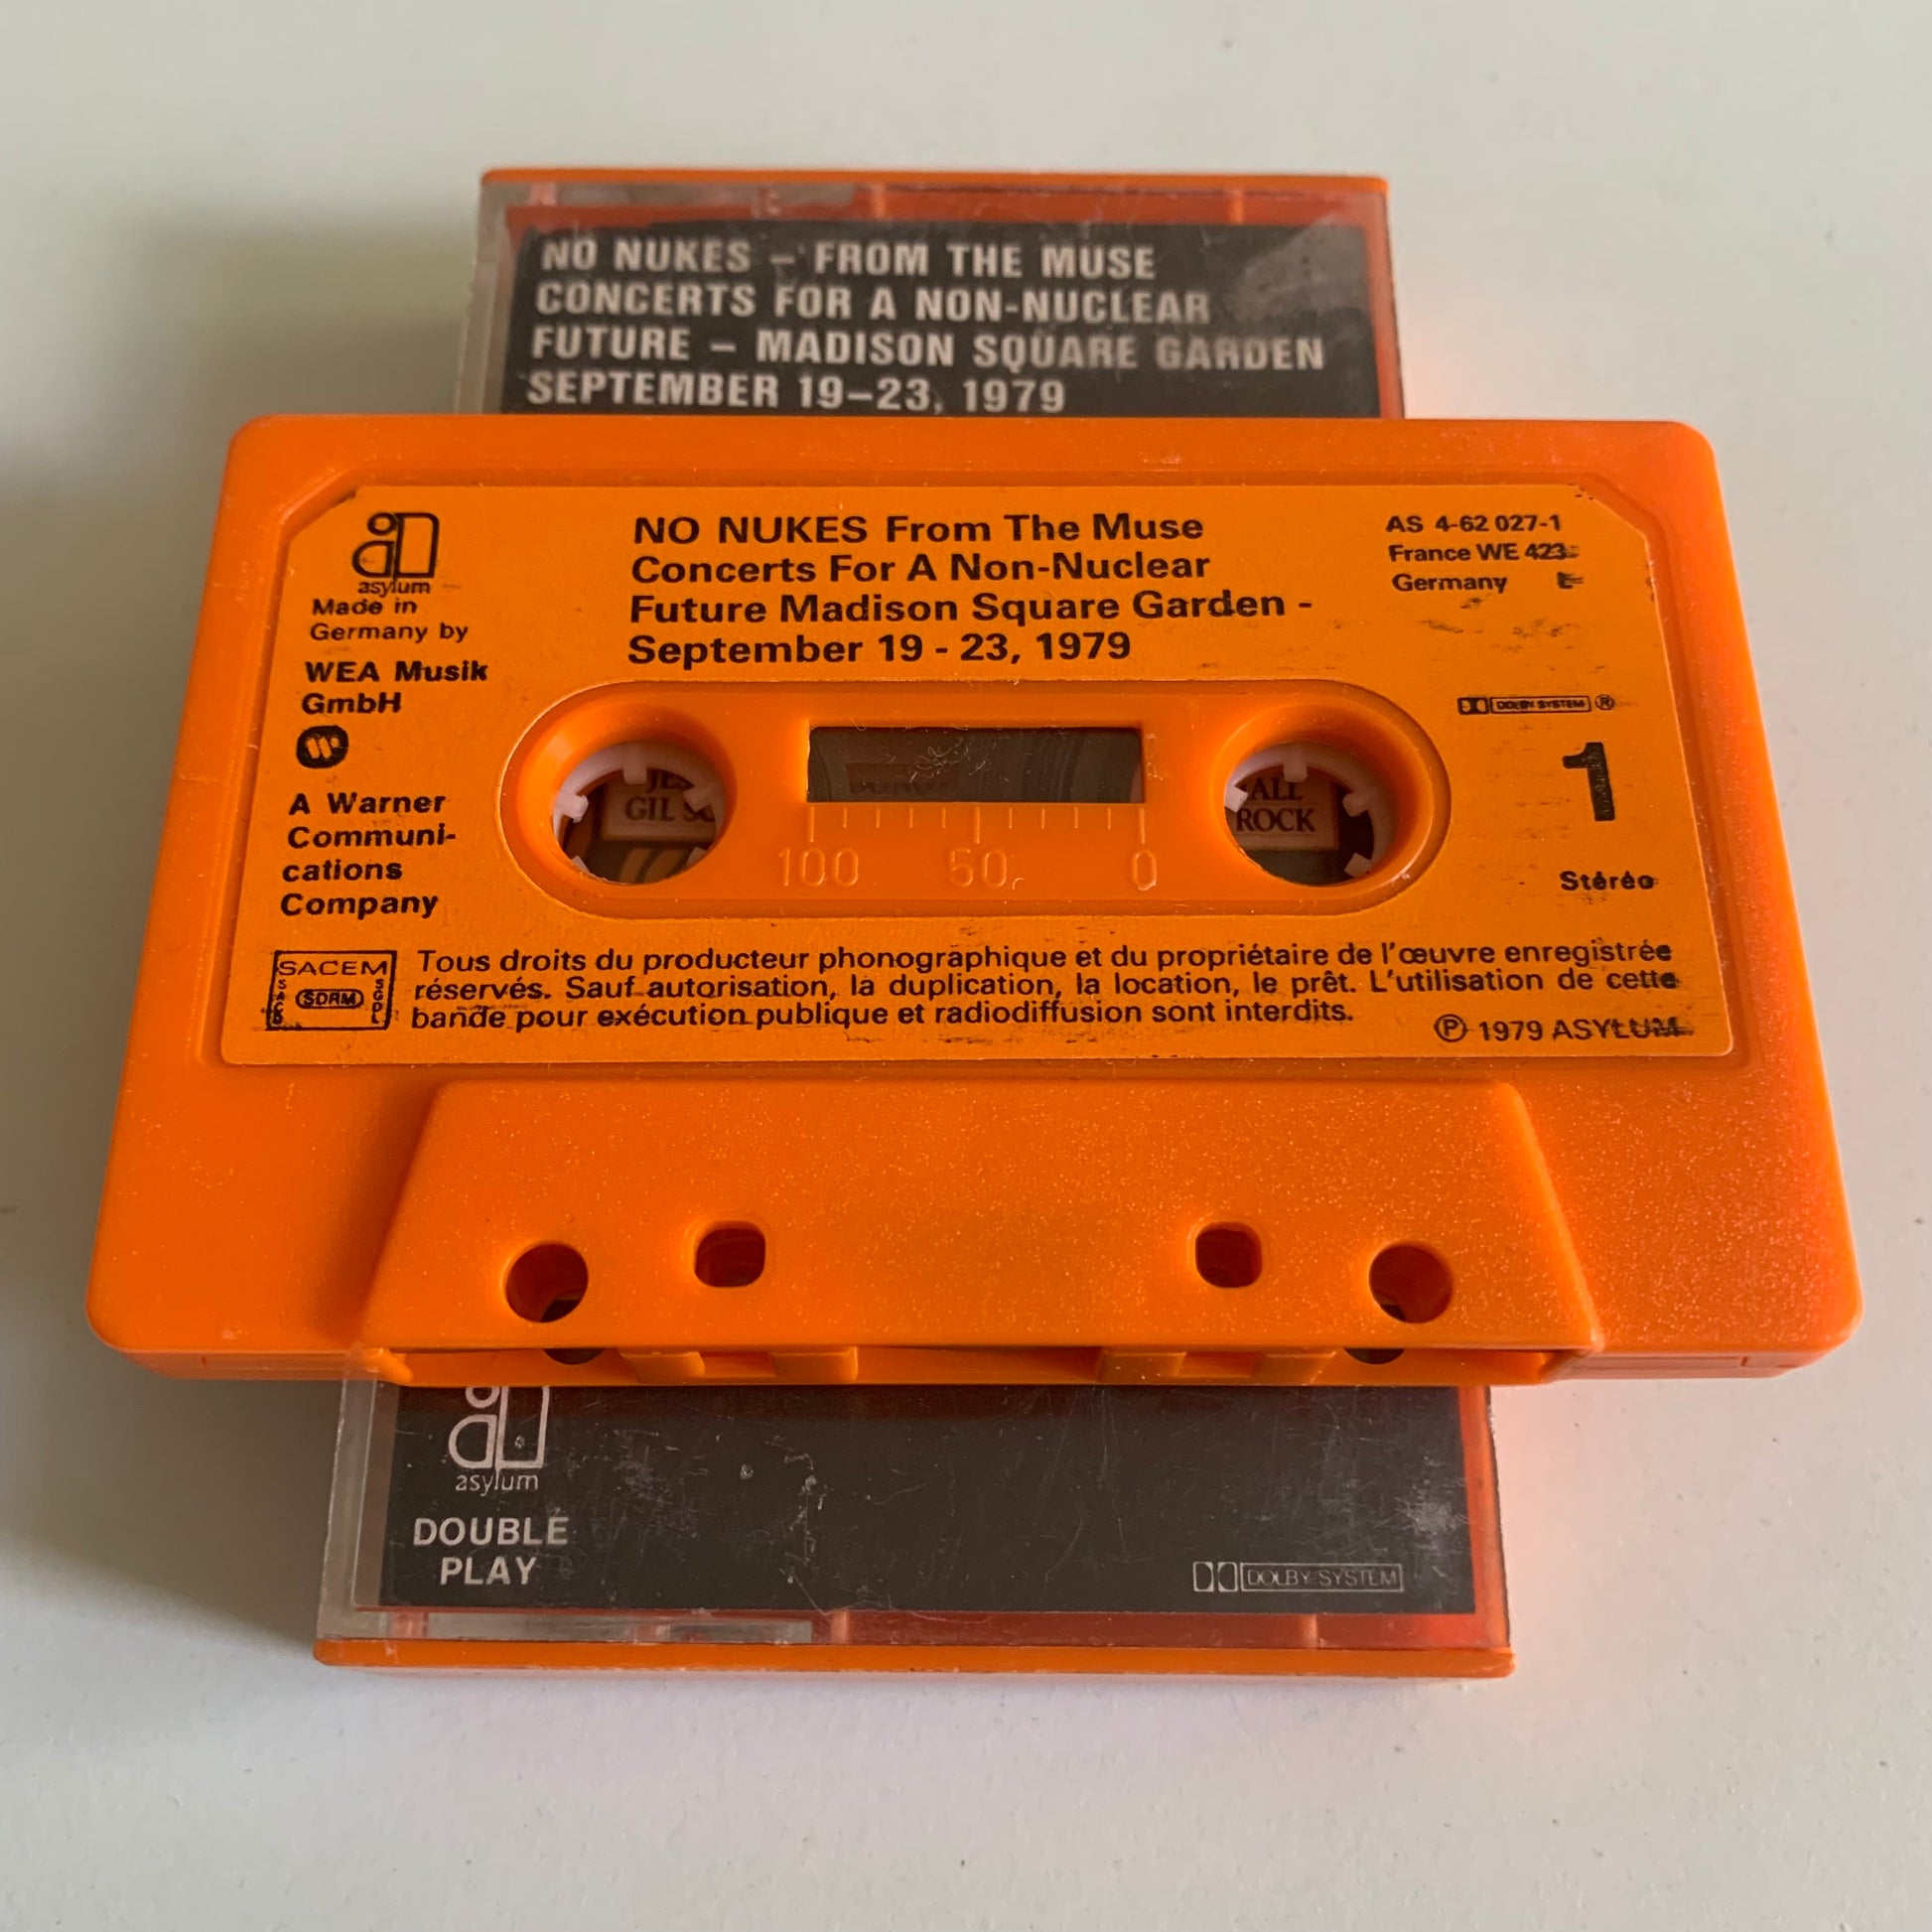 NO NUKES – FROM THE MUSE
CONCERTS FOR A NON-NUCLEAR
FUTURE – MADISON SQUARE GARDEN
SEPTEMBER 19–23, 1979
asylum
Made in
Germany by
WEA Musik
GmbH
A Warner
Communi-
cations
Company
NO NUKES From The Muse
Concerts For A Non-Nuclear
Future Madison Square Garden -
September 19 - 23, 1979
AS 4-62 027-1
France WE 423
Germany
DOLBY SYSTEM ®
1
Stéréo
GIL
ALL
ROCK
100 50 0
SACEM
SDRM
Tous droits du producteur phonographique et du propriétaire de l'œuvre enregistrée
réservés. Sauf autorisation, la duplication, la location, le prêt. L'utilisation de cette
bande pour exécution publique et radiodiffusion sont interdits.
℗ 1979 ASYLUM
asylum
DOUBLE
PLAY
DOLBY SYSTEM